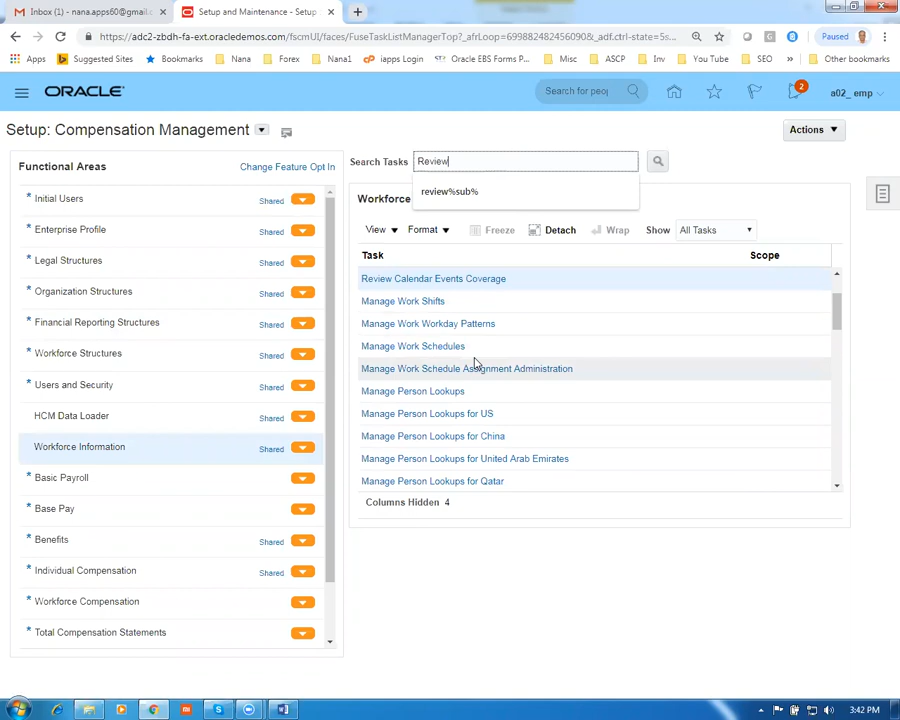 Inbox (1) - nana.apps60@gmail.c
Setup and Maintenance - Setup
https://adc2-zbdh-fa-ext.oracledemos.com/fscmUI/faces/FuseTaskListManagerTop?_afrLoop=69988248245609 0&_adf.ctrl-state=5s...
Paused
Apps
Suggested Sites
Bookmarks
Nana
Forex
Nana1
iapps Login
Oracle EBS Forms P...
Misc
ASCP
Inv
You Tube
SEO
»
Other bookmarks
ORACLE
Search for peop
2
a02_ emp
Setup: Compensation Management
Actions
Functional Areas
Change Feature Opt In
Search Tasks
Review
review%sub%
* Initial Users Shared
* Enterprise Profile Shared
* Legal Structures Shared
* Organization Structures Shared
* Financial Reporting Structures Shared
* Workforce Structures Shared
* Users and Security Shared
HCM Data Loader Shared
Workforce Information Shared
* Basic Payroll
* Base Pay
* Benefits Shared
* Individual Compensation Shared
* Workforce Compensation
* Total Compensation Statements
Workforce
View
Format
Freeze
Detach
Wrap
Show
All Tasks
Task
Scope
Review Calendar Events Coverage
Manage Work Shifts
Manage Work Workday Patterns
Manage Work Schedules
Manage Work Schedule Assignment Administration
Manage Person Lookups
Manage Person Lookups for US
Manage Person Lookups for China
Manage Person Lookups for United Arab Emirates
Manage Person Lookups for Qatar
Columns Hidden 4
3:42 PM